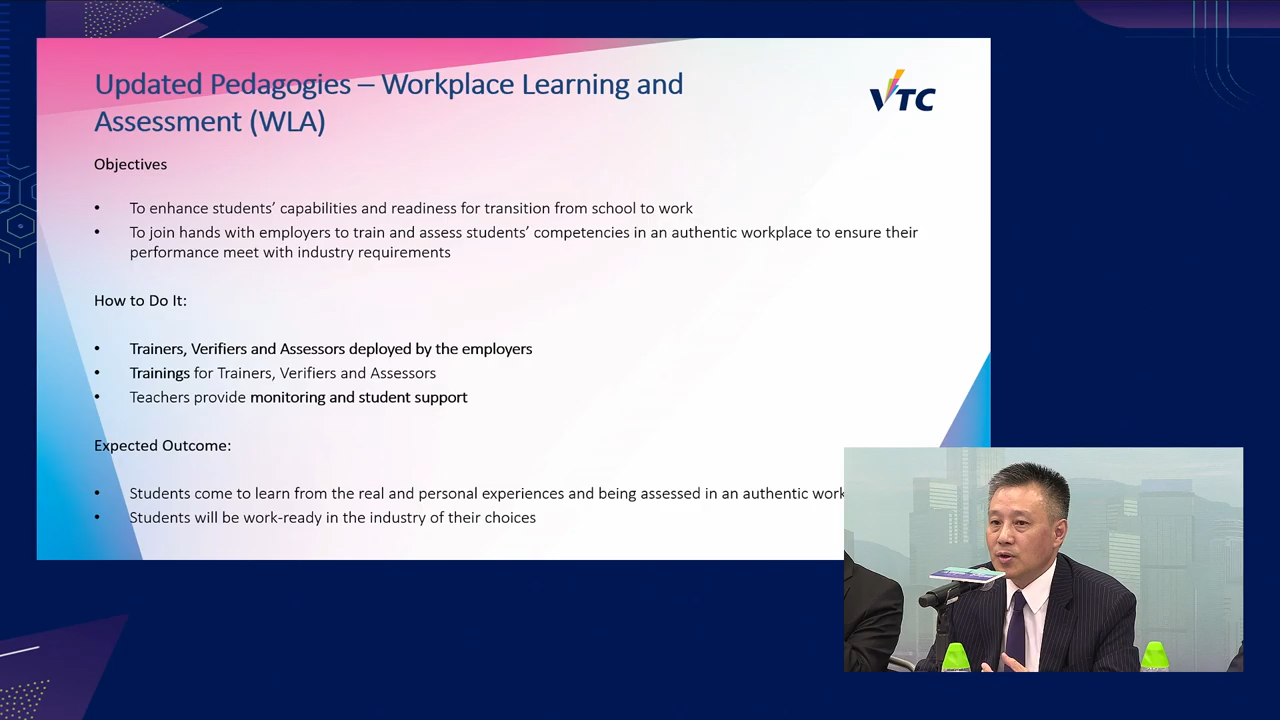 Updated Pedagogies – Workplace Learning and
Assessment (WLA)
VTC
Objectives
• To enhance students’ capabilities and readiness for transition from school to work
• To join hands with employers to train and assess students’ competencies in an authentic workplace to ensure their
performance meet with industry requirements
How to Do It:
• Trainers, Verifiers and Assessors deployed by the employers
• Trainings for Trainers, Verifiers and Assessors
• Teachers provide monitoring and student support
Expected Outcome:
• Students come to learn from the real and personal experiences and being assessed in an authentic work
• Students will be work-ready in the industry of their choices